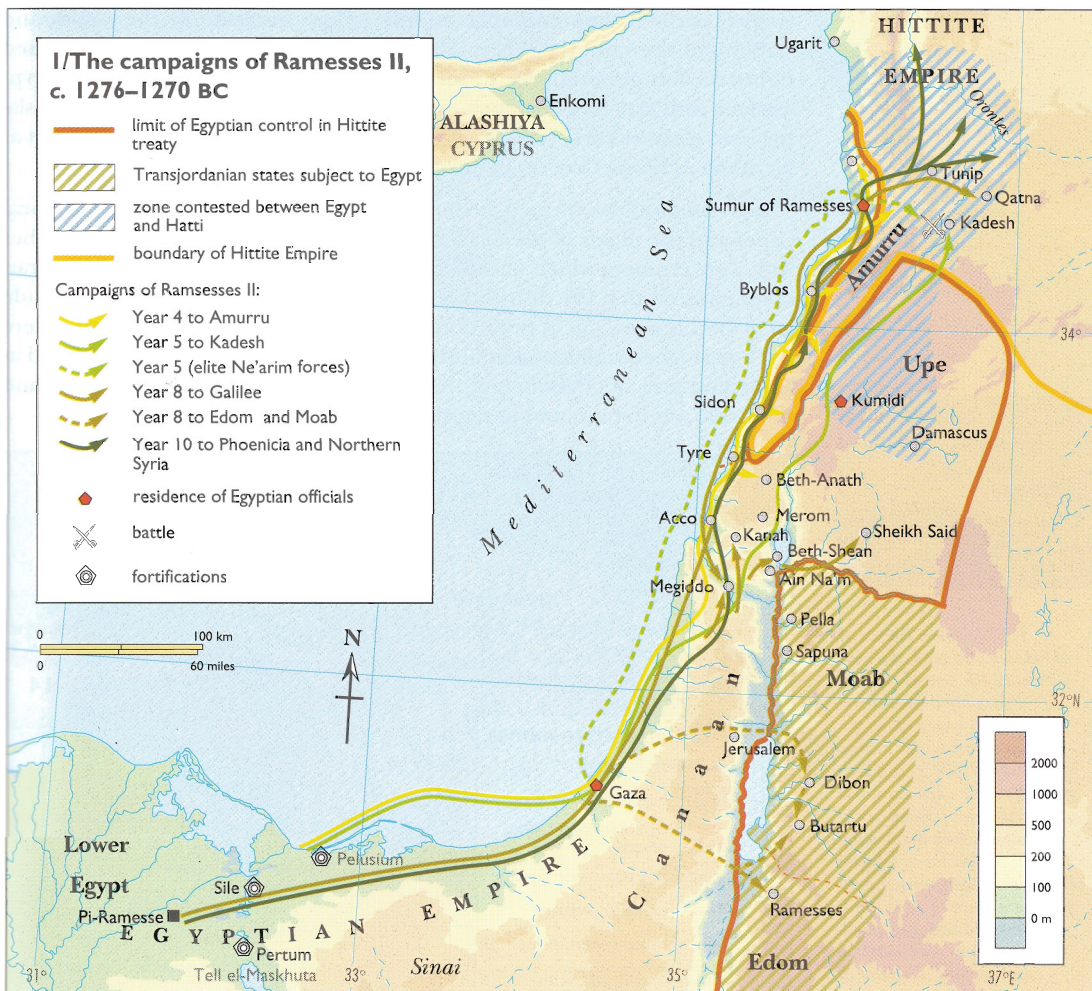 1/The campaigns of Ramesses II,
c. 1276–1270 BC
limit of Egyptian control in Hittite
treaty
Transjordanian states subject to Egypt
zone contested between Egypt
and Hatti
boundary of Hittite Empire
Campaigns of Ramsesses II:
Year 4 to Amurru
Year 5 to Kadesh
Year 5 (elite Ne'arim forces)
Year 8 to Galilee
Year 8 to Edom and Moab
Year 10 to Phoenicia and Northern
Syria
residence of Egyptian officials
battle
fortifications
0 100 km
0 60 miles
N
HITTITE
EMPIRE
Ugarit
Orontes
Enkomi
ALASHIYA
CYPRUS
Tunip
Qatna
Sumur of Ramesses
Kadesh
Amurru
Byblos
Mediterranean Sea
34°
Upe
Sidon
Kumidi
Damascus
Tyre
Beth-Anath
Acco
Merom
Kanah
Sheikh Said
Beth-Shean
Ain Na'm
Megiddo
Pella
Sapuna
Moab
32°N
Canaan
Jerusalem
Dibon
Gaza
Butartu
Lower
Egypt
Pelusium
Sile
Pi-Ramesse
EGYPTIAN EMPIRE
Ramesses
Pertum
Tell el-Maskhuta
Sinai
Edom
31°
33°
35°
37°E
2000
1000
500
200
100
0 m